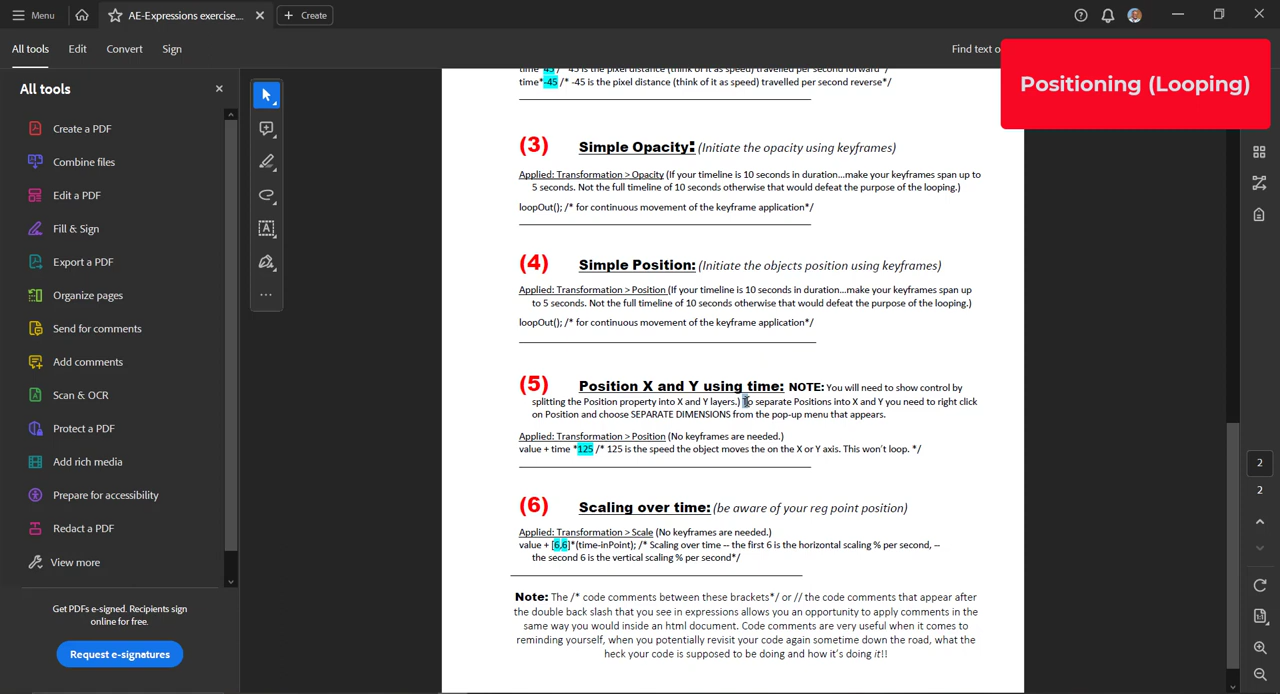 Menu
AE-Expressions exercise....
Create
All tools
Edit
Convert
Sign
Find text o
Positioning (Looping)
All tools
Create a PDF
Combine files
Edit a PDF
Fill & Sign
Export a PDF
Organize pages
Send for comments
Add comments
Scan & OCR
Protect a PDF
Add rich media
Prepare for accessibility
Redact a PDF
View more
Get PDFs e-signed. Recipients sign
online for free.
Request e-signatures
time*-45 /* -45 is the pixel distance (think of it as speed) travelled per second reverse*/
(3) Simple Opacity: (Initiate the opacity using keyframes)
Applied: Transformation > Opacity (If your timeline is 10 seconds in duration...make your keyframes span up to
5 seconds. Not the full timeline of 10 seconds otherwise that would defeat the purpose of the looping.)
loopOut(); /* for continuous movement of the keyframe application*/
(4) Simple Position: (Initiate the objects position using keyframes)
Applied: Transformation > Position (If your timeline is 10 seconds in duration...make your keyframes span up
to 5 seconds. Not the full timeline of 10 seconds otherwise that would defeat the purpose of the looping.)
loopOut(); /* for continuous movement of the keyframe application*/
(5) Position X and Y using time: NOTE: You will need to show control by
splitting the Position property into X and Y layers.) To separate Positions into X and Y you need to right click
on Position and choose SEPARATE DIMENSIONS from the pop-up menu that appears.
Applied: Transformation > Position (No keyframes are needed.)
value + time *125 /* 125 is the speed the object moves the on the X or Y axis. This won't loop. */
(6) Scaling over time: (be aware of your reg point position)
Applied: Transformation > Scale (No keyframes are needed.)
value + [6,6]*(time-inPoint); /* Scaling over time -- the first 6 is the horizontal scaling % per second, --
the second 6 is the vertical scaling % per second*/
Note: The /* code comments between these brackets*/ or // the code comments that appear after
the double back slash that you see in expressions allows you an opportunity to apply comments in the
same way you would inside an html document. Code comments are very useful when it comes to
reminding yourself, when you potentially revisit your code again sometime down the road, what the
heck your code is supposed to be doing and how it's doing it!!
2
2